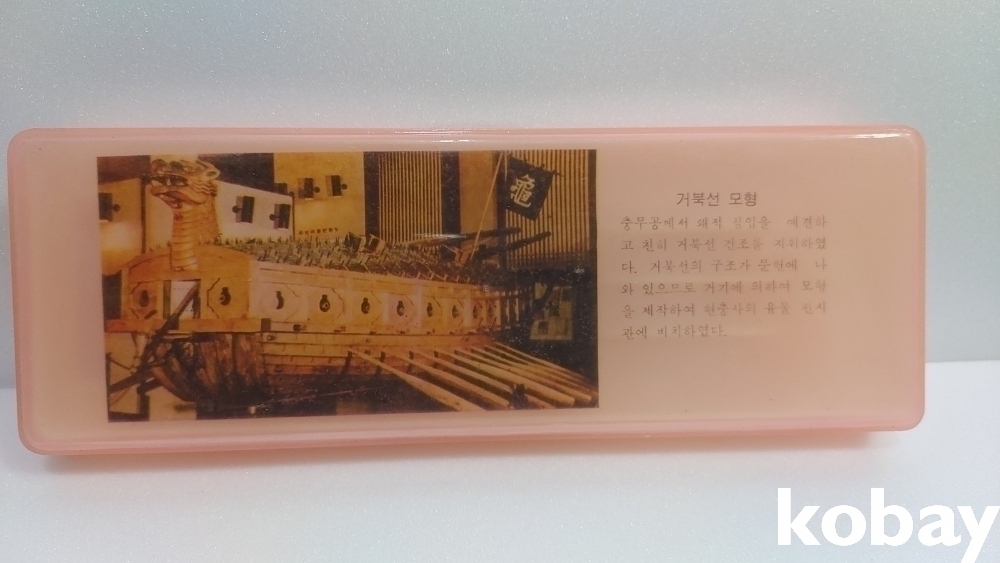 龜
거북선 모형
충무공께서 왜적 침입을 예견하
고 친히 거북선 건조를 지휘하였
다. 거북선의 구조가 문헌에 나
와 있으므로 거기에 의하여 모형
을 제작하여 현충사의 유물 전시
관에 비치하였다.
kobay